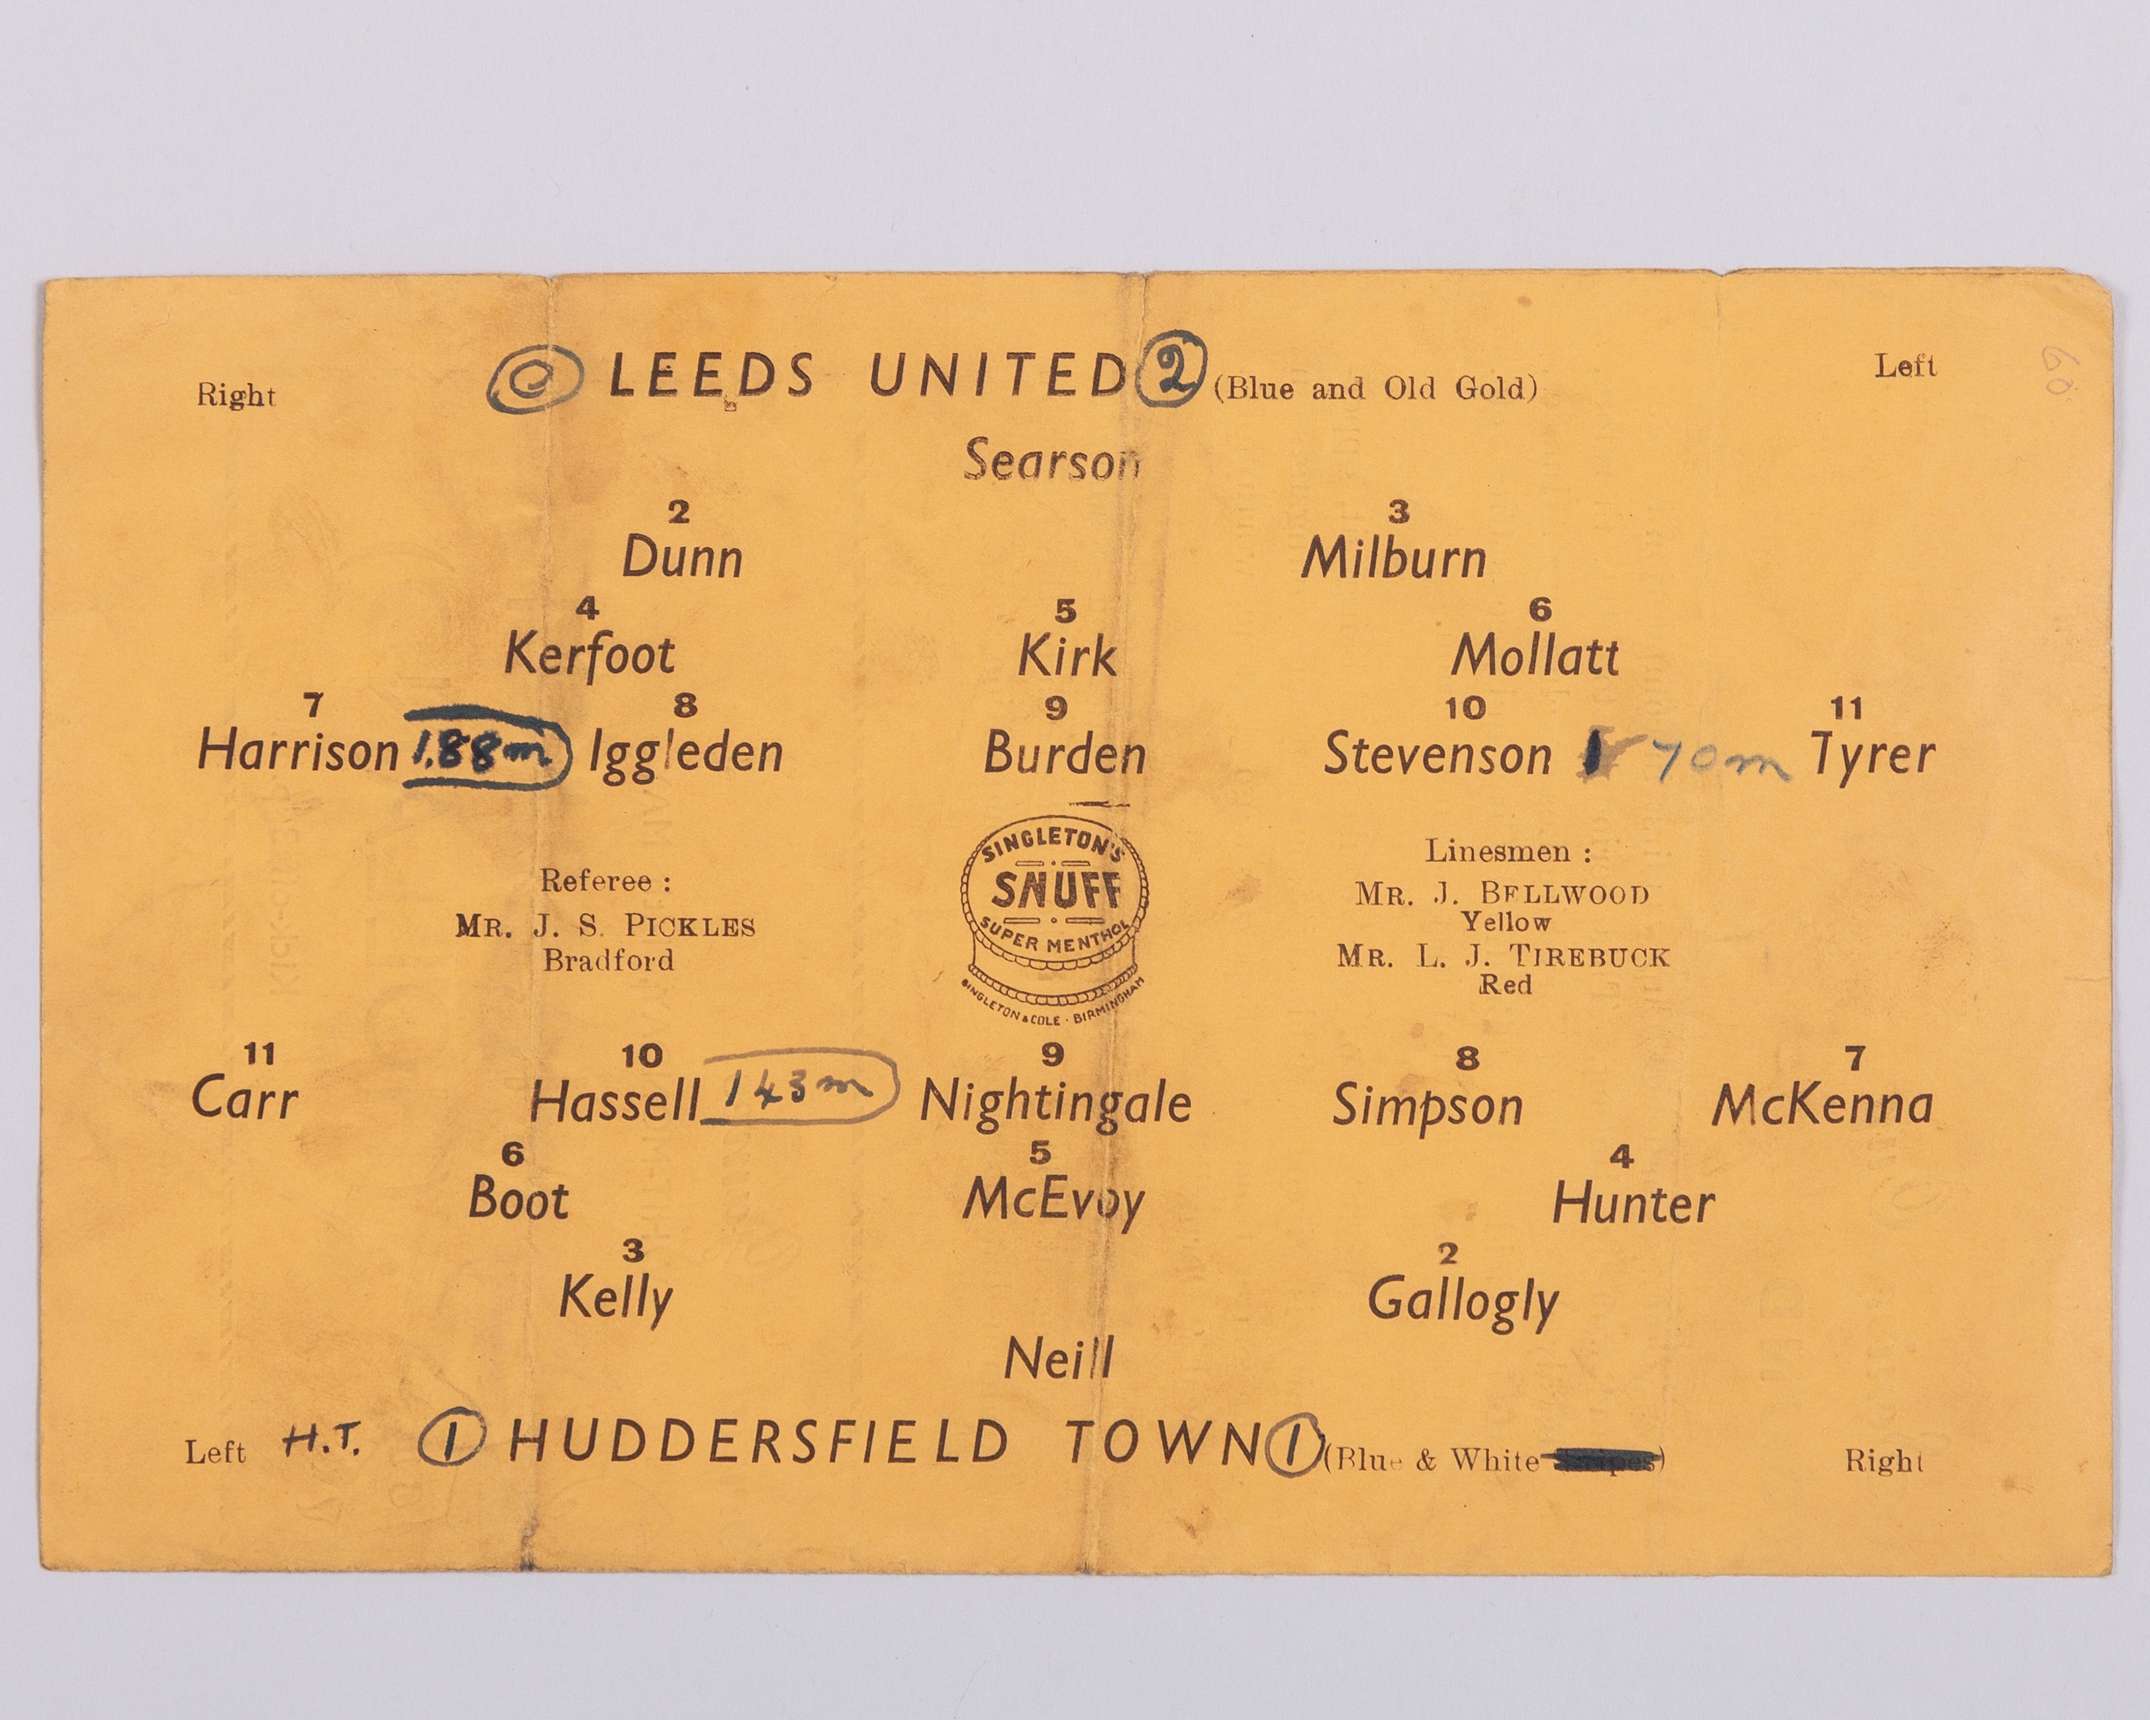 Right 0 LEEDS UNITED 2 (Blue and Old Gold) Left
60
Searson
2 3
Dunn Milburn
4 5 6
Kerfoot Kirk Mollatt
7 8 9 10 11
Harrison 1.88m Iggleden Burden Stevenson 1 70m Tyrer
Referee :
MR. J. S. PICKLES
Bradford
SINGLETON'S
SNUFF
SUPER MENTHOL
SINGLETON & COLE · BIRMINGHAM
Linesmen :
MR. J. BELLWOOD
Yellow
MR. L. J. TIREBUCK
Red
11 10 9 8 7
Carr Hassell 1 43m Nightingale Simpson McKenna
6 5 4
Boot McEvoy Hunter
3 2
Kelly Gallogly
Neill
Left H.T. 1 HUDDERSFIELD TOWN 1 (Blue & White ) Right